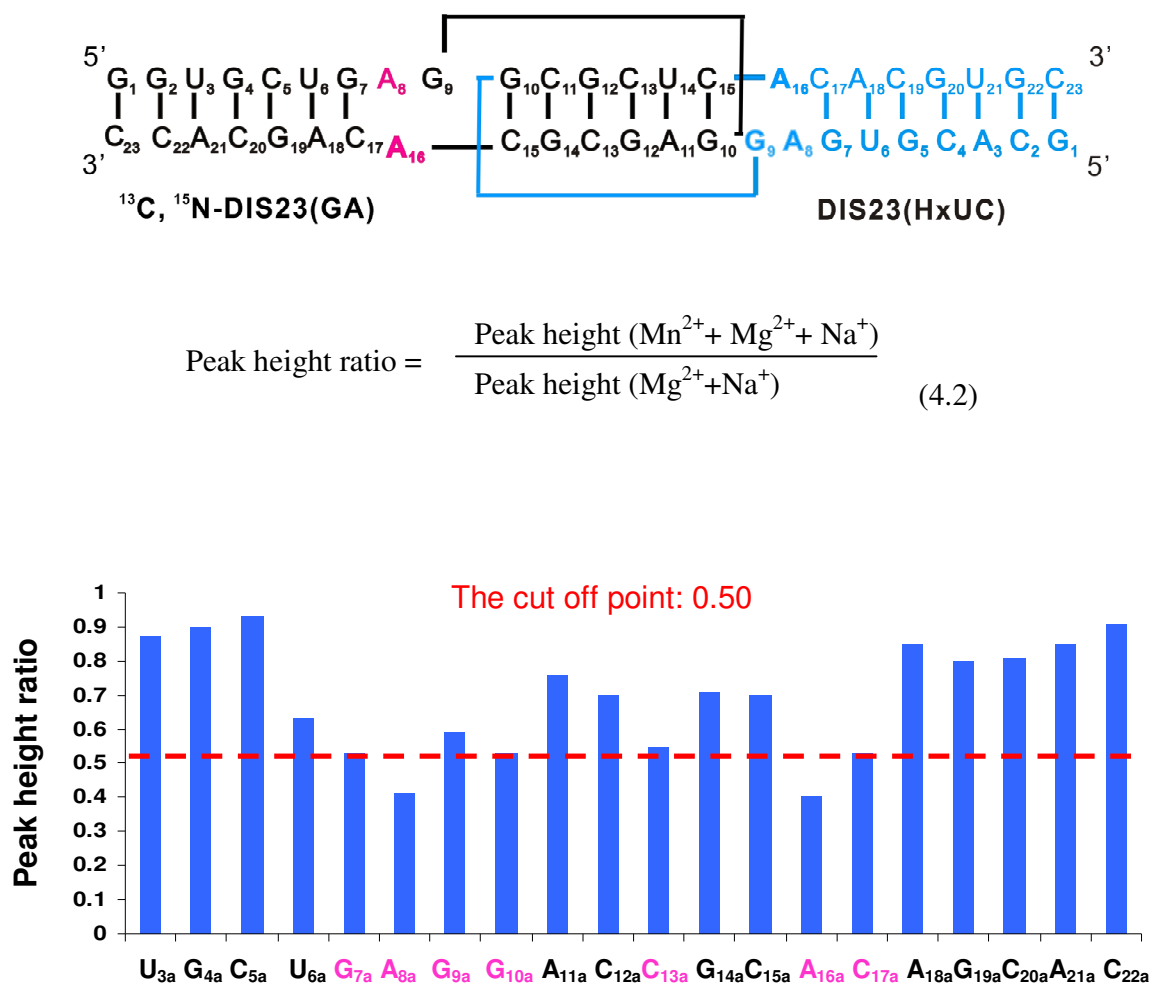 5’ 3’
G₁ G₂ U₃ G₄ C₅ U₆ G₇ A₈ G₉ G₁₀ C₁₁ G₁₂ C₁₃ U₁₄ C₁₅ A₁₆ C₁₇ A₁₈ C₁₉ G₂₀ U₂₁ G₂₂ C₂₃
C₂₃ C₂₂ A₂₁ C₂₀ G₁₉ A₁₈ C₁₇ A₁₆ C₁₅ G₁₄ C₁₃ G₁₂ A₁₁ G₁₀ G₉ A₈ G₇ U₆ G₅ C₄ A₃ C₂ G₁
3’ 5’
¹³C, ¹⁵N-DIS23(GA) DIS23(HxUC)
Peak height ratio = Peak height (Mn²⁺+ Mg²⁺+ Na⁺)
Peak height (Mg²⁺+Na⁺) (4.2)
The cut off point: 0.50
Peak height ratio
1
0.9
0.8
0.7
0.6
0.5
0.4
0.3
0.2
0.1
0
U₃ₐ G₄ₐ C₅ₐ U₆ₐ G₇ₐ A₈ₐ G₉ₐ G₁₀ₐ A₁₁ₐ C₁₂ₐ C₁₃ₐ G₁₄ₐ C₁₅ₐ A₁₆ₐ C₁₇ₐ A₁₈ₐ G₁₉ₐ C₂₀ₐ A₂₁ₐ C₂₂ₐ